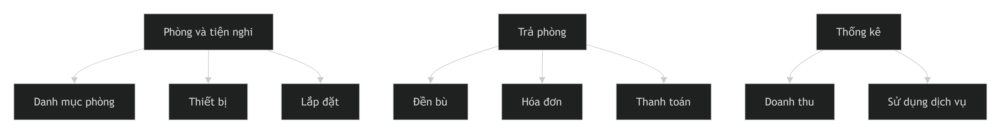 Phòng và tiện nghi
Trả phòng
Thống kê
Danh mục phòng
Thiết bị
Lắp đặt
Đền bù
Hóa đơn
Thanh toán
Doanh thu
Sử dụng dịch vụ